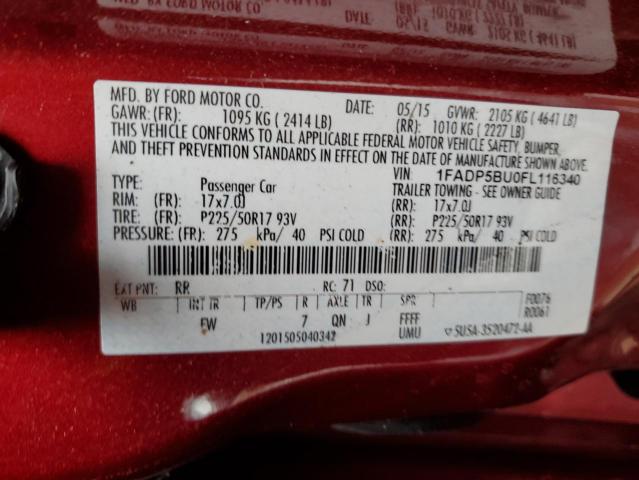 MFD. BY FORD MOTOR CO. DATE: 05/15 GVWR: 2105 KG ( 4641 LB)
GAWR: (FR): 1095 KG ( 2414 LB) (RR): 1010 KG ( 2227 LB)
THIS VEHICLE CONFORMS TO ALL APPLICABLE FEDERAL MOTOR VEHICLE SAFETY, BUMPER,
AND THEFT PREVENTION STANDARDS IN EFFECT ON THE DATE OF MANUFACTURE SHOWN ABOVE.
VIN: 1FADP5BU0FL116340
TYPE: Passenger Car TRAILER TOWING - SEE OWNER GUIDE
RIM: (FR): 17x7.0J (RR): 17x7.0J
TIRE: (FR): P225/50R17 93V (RR): P225/50R17 93V
PRESSURE: (FR): 275 kPa/ 40 PSI COLD (RR): 275 kPa/ 40 PSI COLD
EXT PNT: RR RC: 71 DSO:
WB INT TR TP/PS R AXLE TR SPR F0076
EW 7 QN J FFFF R0061
1201505040342 UMU ▽ 5USA-3520472-AA